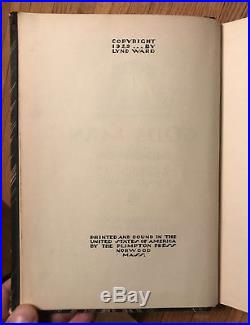 COPYRIGHT
1929 ... BY
LYND WARD
PRINTED AND BOUND IN THE
UNITED STATES OF AMERICA
BY THE PLIMPTON PRESS
NORWOOD
MASS.